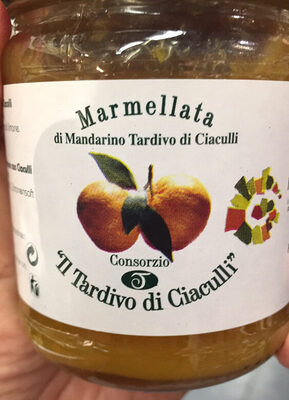 Marmellata
di Mandarino Tardivo di Ciaculli
Consorzio
"Il Tardivo di Ciaculli"